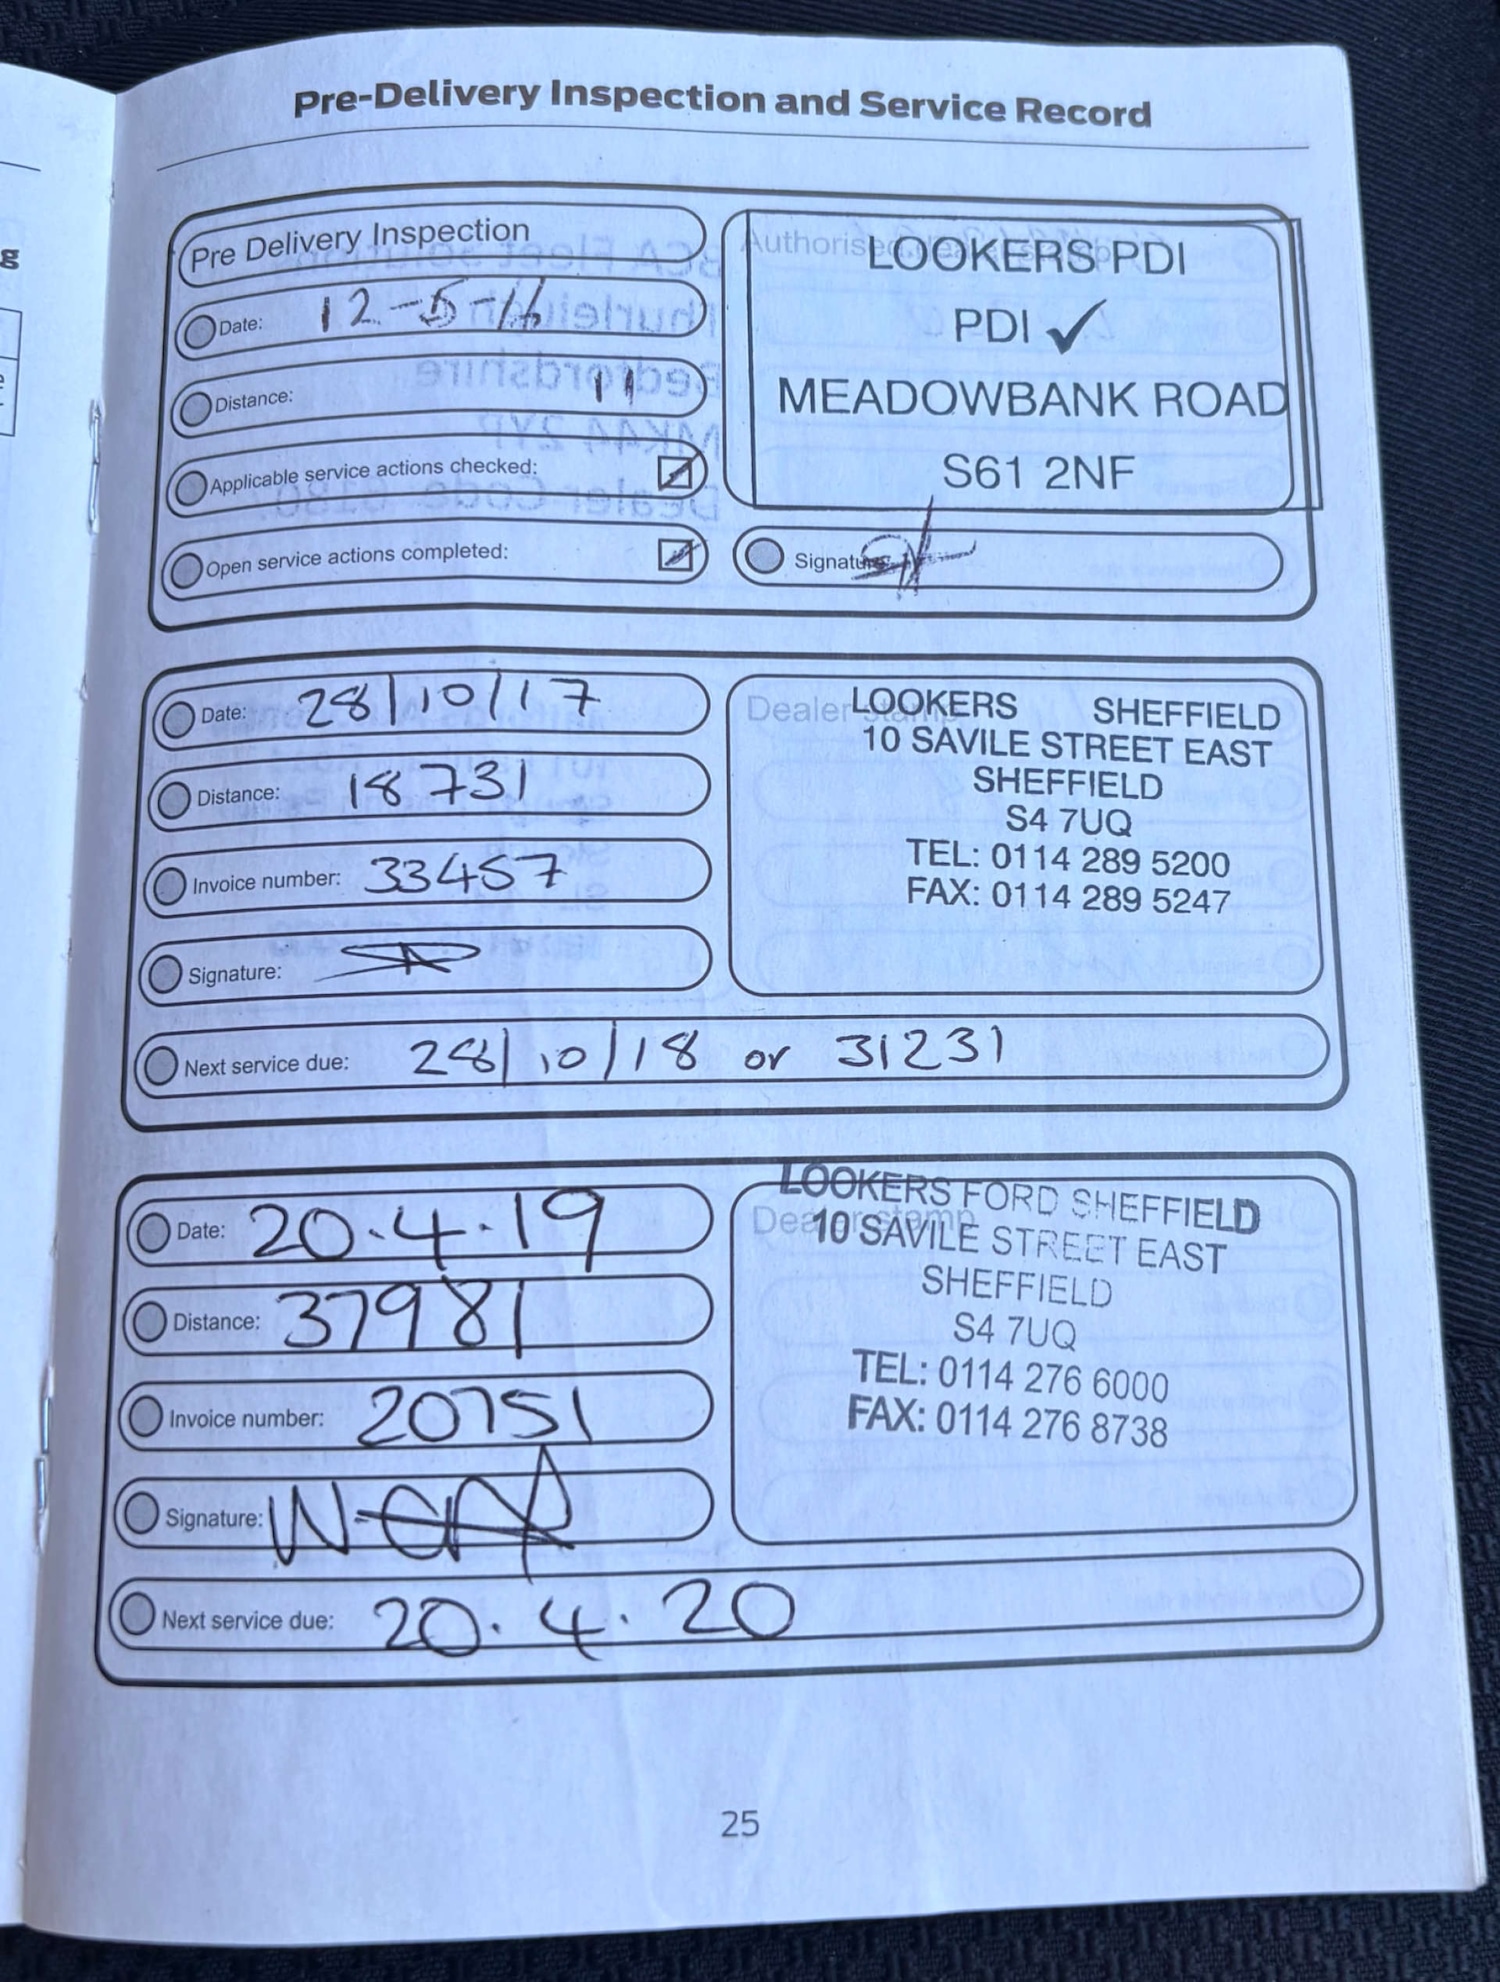 g
Pre-Delivery Inspection and Service Record
Pre Delivery Inspection
Date: 12-5-16
Distance: 11
Applicable service actions checked:
Open service actions completed:
Authorised dealer stamp
LOOKERS PDI
PDI ✓
MEADOWBANK ROAD
S61 2NF
Signature:
Date: 28/10/17
Distance: 18731
Invoice number: 33457
Signature:
Dealer stamp
LOOKERS SHEFFIELD
10 SAVILE STREET EAST
SHEFFIELD
S4 7UQ
TEL: 0114 289 5200
FAX: 0114 289 5247
Next service due: 28/10/18 or 31231
Date: 20.4.19
Distance: 37981
Invoice number: 20751
Signature:
Dealer stamp
LOOKERS FORD SHEFFIELD
10 SAVILE STREET EAST
SHEFFIELD
S4 7UQ
TEL: 0114 276 6000
FAX: 0114 276 8738
Next service due: 20.4.20
25